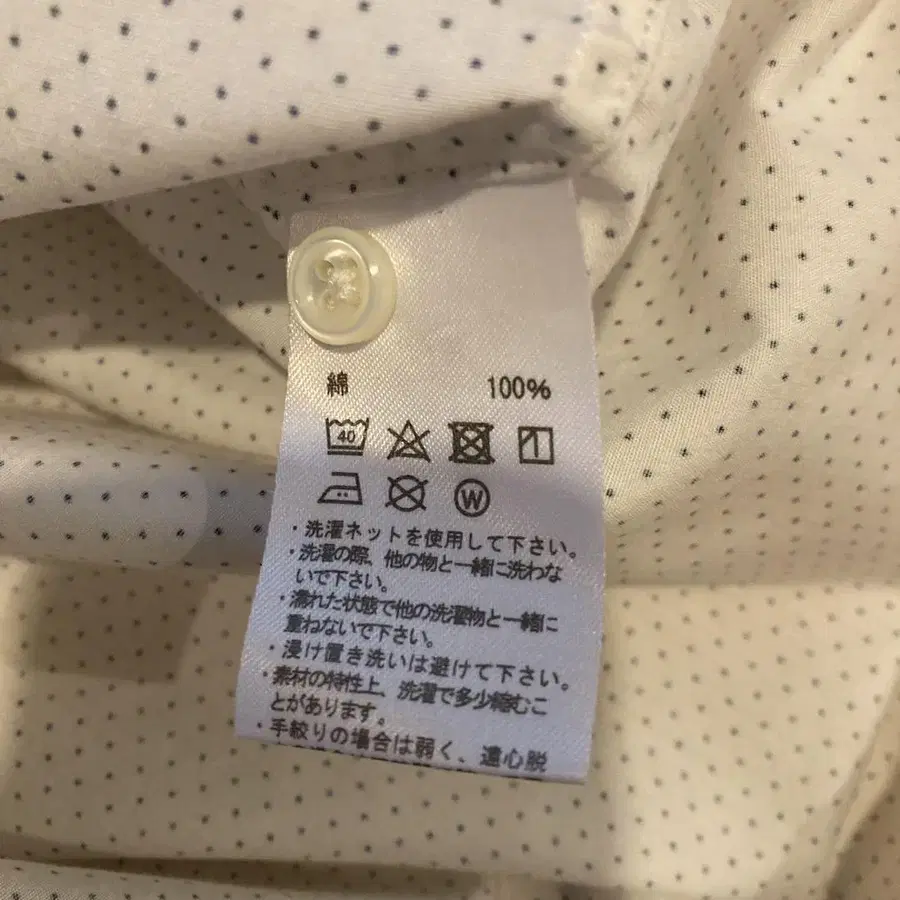 綿 100%
40
W
・洗濯ネットを使用して下さい。
・洗濯の際、他の物と一緒に洗わな
いで下さい。
・濡れた状態で他の洗濯物と一緒に
重ねないで下さい。
・浸け置き洗いは避けて下さい。
・素材の特性上、洗濯で多少縮むこ
とがあります。
・手絞りの場合は弱く、遠心脱